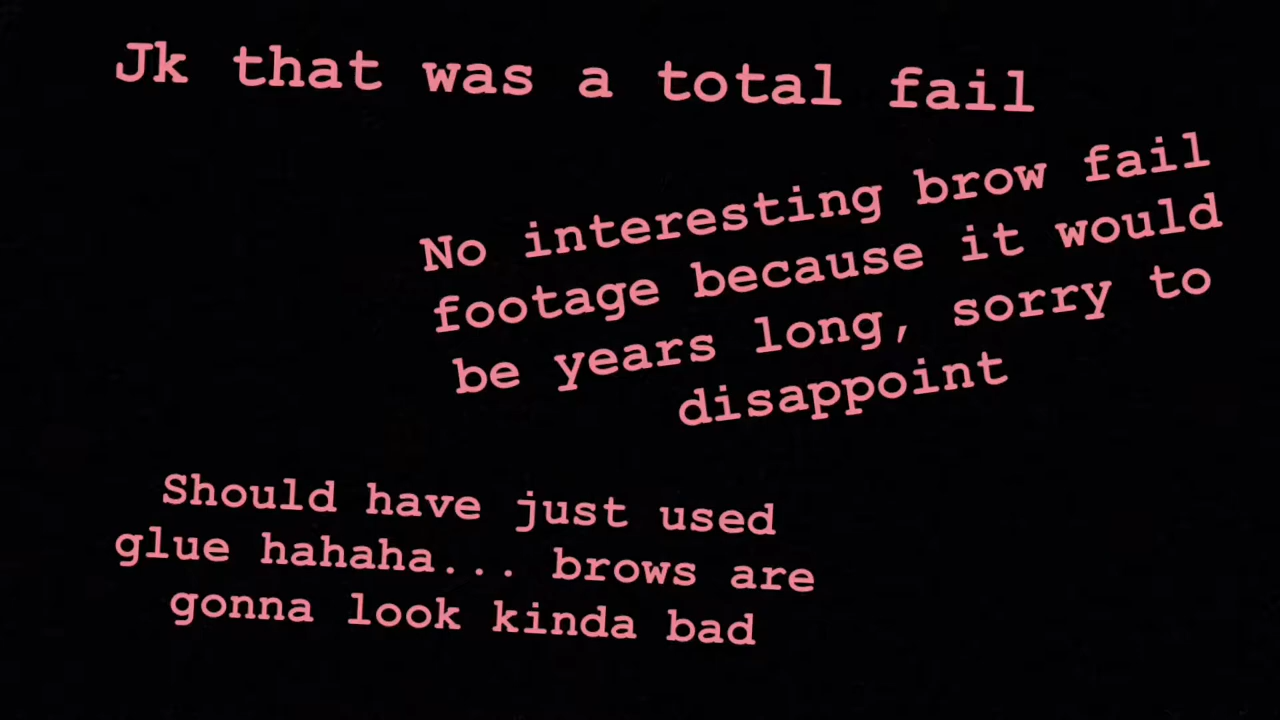 Jk that was a total fail
No interesting brow fail
footage because it would
be years long, sorry to
disappoint
Should have just used
glue hahaha... brows are
gonna look kinda bad